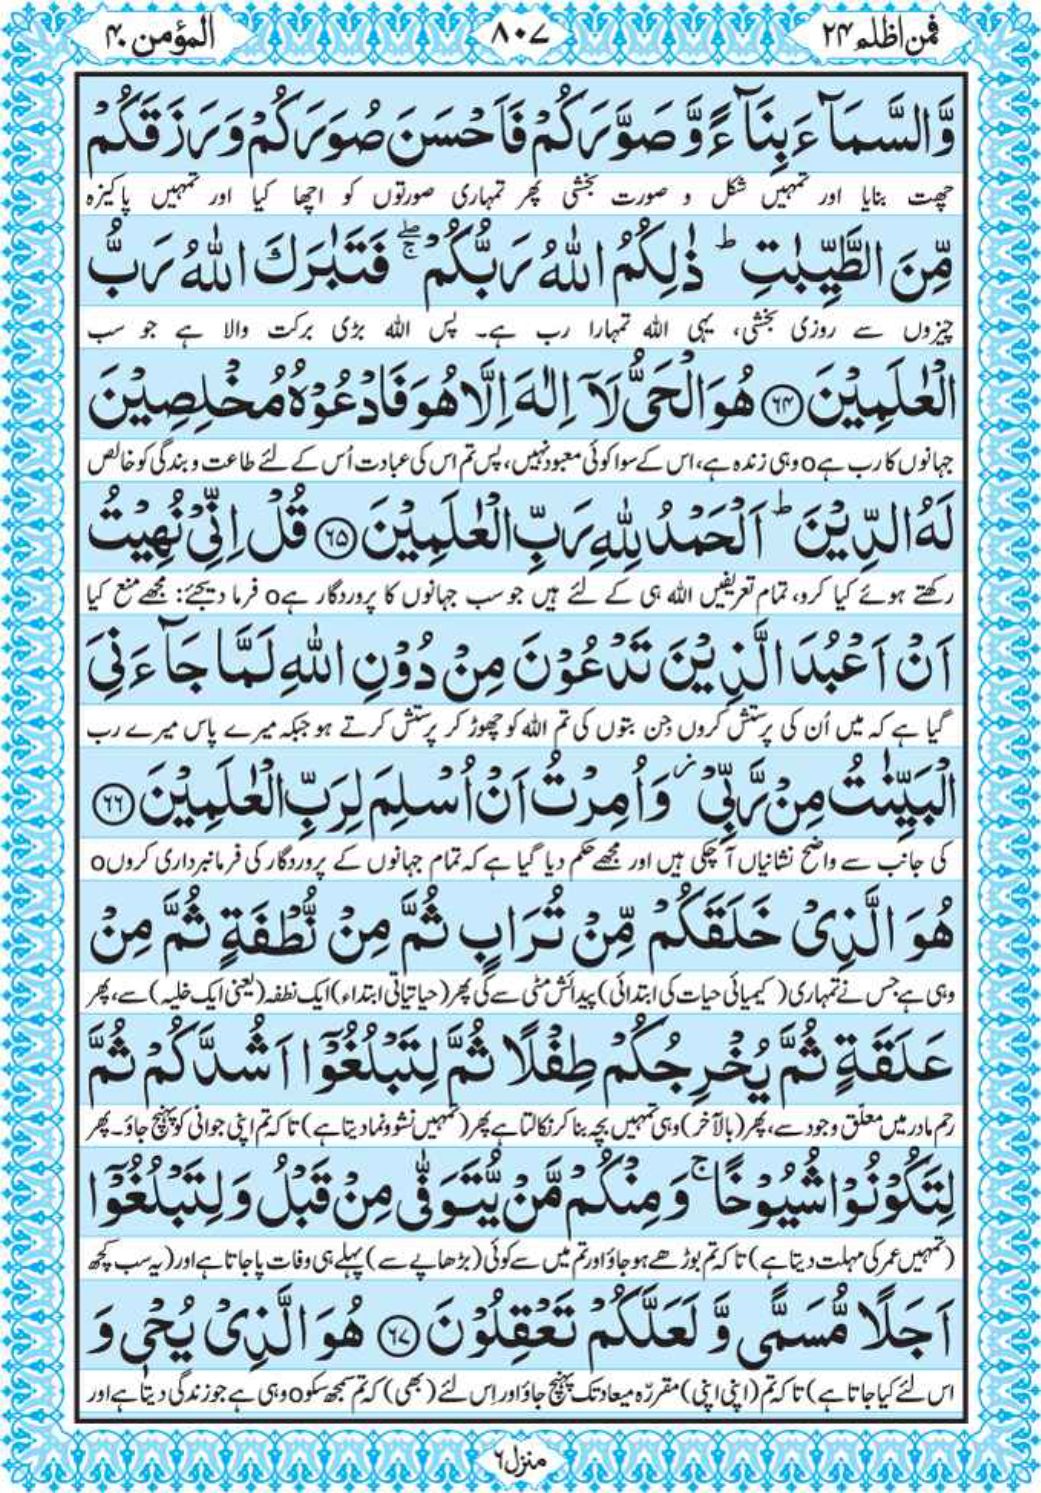 فمن اظلم ۲۴
۸۰۷
المؤمن ۴۰
وَّالسَّمَآءَ بِنَآءً وَّ صَوَّرَكُمْ فَاَحْسَنَ صُوَرَكُمْ وَ رَزَقَكُمْ
چھت بنایا اور تمہیں شکل و صورت بخشی پھر تمہاری صورتوں کو اچھا کیا اور تمہیں پاکیزہ
مِّنَ الطَّيِّبٰتِ ؕ ذٰلِكُمُ اللّٰهُ رَبُّكُمْ ۚۖ فَتَبٰرَكَ اللّٰهُ رَبُّ
چیزوں سے روزی بخشی، یہی اللہ تمہارا رب ہے۔ پس اللہ بڑی برکت والا ہے جو سب
الْعٰلَمِيْنَ ۶۴ هُوَ الْحَیُّ لَاۤ اِلٰهَ اِلَّا هُوَ فَادْعُوْهُ مُخْلِصِيْنَ
جہانوں کا رب ہےo وہی زندہ ہے، اس کے سوا کوئی معبود نہیں، پس تم اس کی عبادت اُس کے لئے طاعت و بندگی کو خالص
لَهُ الدِّيْنَ ؕ اَلْحَمْدُ لِلّٰهِ رَبِّ الْعٰلَمِيْنَ ۶۵ قُلْ اِنِّیْ نُهِيْتُ
رکھتے ہوئے کیا کرو، تمام تعریفیں اللہ ہی کے لئے ہیں جو سب جہانوں کا پروردگار ہےo فرما دیجئے: مجھے منع کیا
اَنْ اَعْبُدَ الَّذِيْنَ تَدْعُوْنَ مِنْ دُوْنِ اللّٰهِ لَمَّا جَآءَنِیَ
گیا ہے کہ میں اُن کی پرستش کروں جن بتوں کی تم اللہ کو چھوڑ کر پرستش کرتے ہو جبکہ میرے پاس میرے رب
الْبَيِّنٰتُ مِنْ رَّبِّیْ ؗ وَ اُمِرْتُ اَنْ اُسْلِمَ لِرَبِّ الْعٰلَمِيْنَ ۶۶
کی جانب سے واضح نشانیاں آ چکی ہیں اور مجھے حکم دیا گیا ہے کہ تمام جہانوں کے پروردگار کی فرمانبرداری کروںo
هُوَ الَّذِیْ خَلَقَكُمْ مِّنْ تُرَابٍ ثُمَّ مِنْ نُّطْفَةٍ ثُمَّ مِنْ
وہی ہے جس نے تمہاری (کیمیائی حیات کی ابتدائی) پیدائش مٹی سے کی پھر (حیاتیاتی ابتداء) ایک نطفہ (یعنی ایک خلیہ) سے، پھر
عَلَقَةٍ ثُمَّ يُخْرِجُكُمْ طِفْلًا ثُمَّ لِتَبْلُغُوْۤا اَشُدَّكُمْ ثُمَّ
رحم مادر میں معلّق وجود سے، پھر (بالآخر) وہی تمہیں بچہ بنا کر نکالتا ہے پھر (تمہیں نشوونما دیتا ہے) تا کہ تم اپنی جوانی کو پہنچ جاؤ۔ پھر
لِتَكُوْنُوْا شُيُوْخًا ۚ وَ مِنْكُمْ مَّنْ يُّتَوَفّٰی مِنْ قَبْلُ وَ لِتَبْلُغُوْۤا
(تمہیں عمر کی مہلت دیتا ہے) تا کہ تم بوڑھے ہو جاؤ اور تم میں سے کوئی (بڑھاپے سے) پہلے ہی وفات پا جاتا ہے اور (یہ سب کچھ
اَجَلًا مُّسَمًّی وَّ لَعَلَّكُمْ تَعْقِلُوْنَ ۶۷ هُوَ الَّذِیْ يُحْیٖ وَ
اس لئے کیا جاتا ہے) تا کہ تم (اپنی اپنی) مقررّہ میعاد تک پہنچ جاؤ اور اِس لئے (بھی) کہ تم سمجھ سکوo وہی ہے جو زندگی دیتا ہے اور
منزل ۶